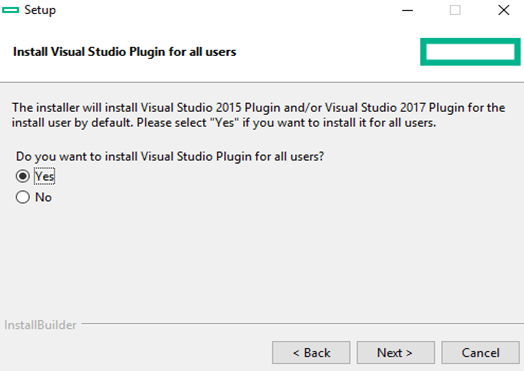 Setup
Install Visual Studio Plugin for all users
The installer will install Visual Studio 2015 Plugin and/or Visual Studio 2017 Plugin for the
install user by default. Please select "Yes" if you want to install it for all users.
Do you want to install Visual Studio Plugin for all users?
Yes
No
InstallBuilder
< Back
Next >
Cancel